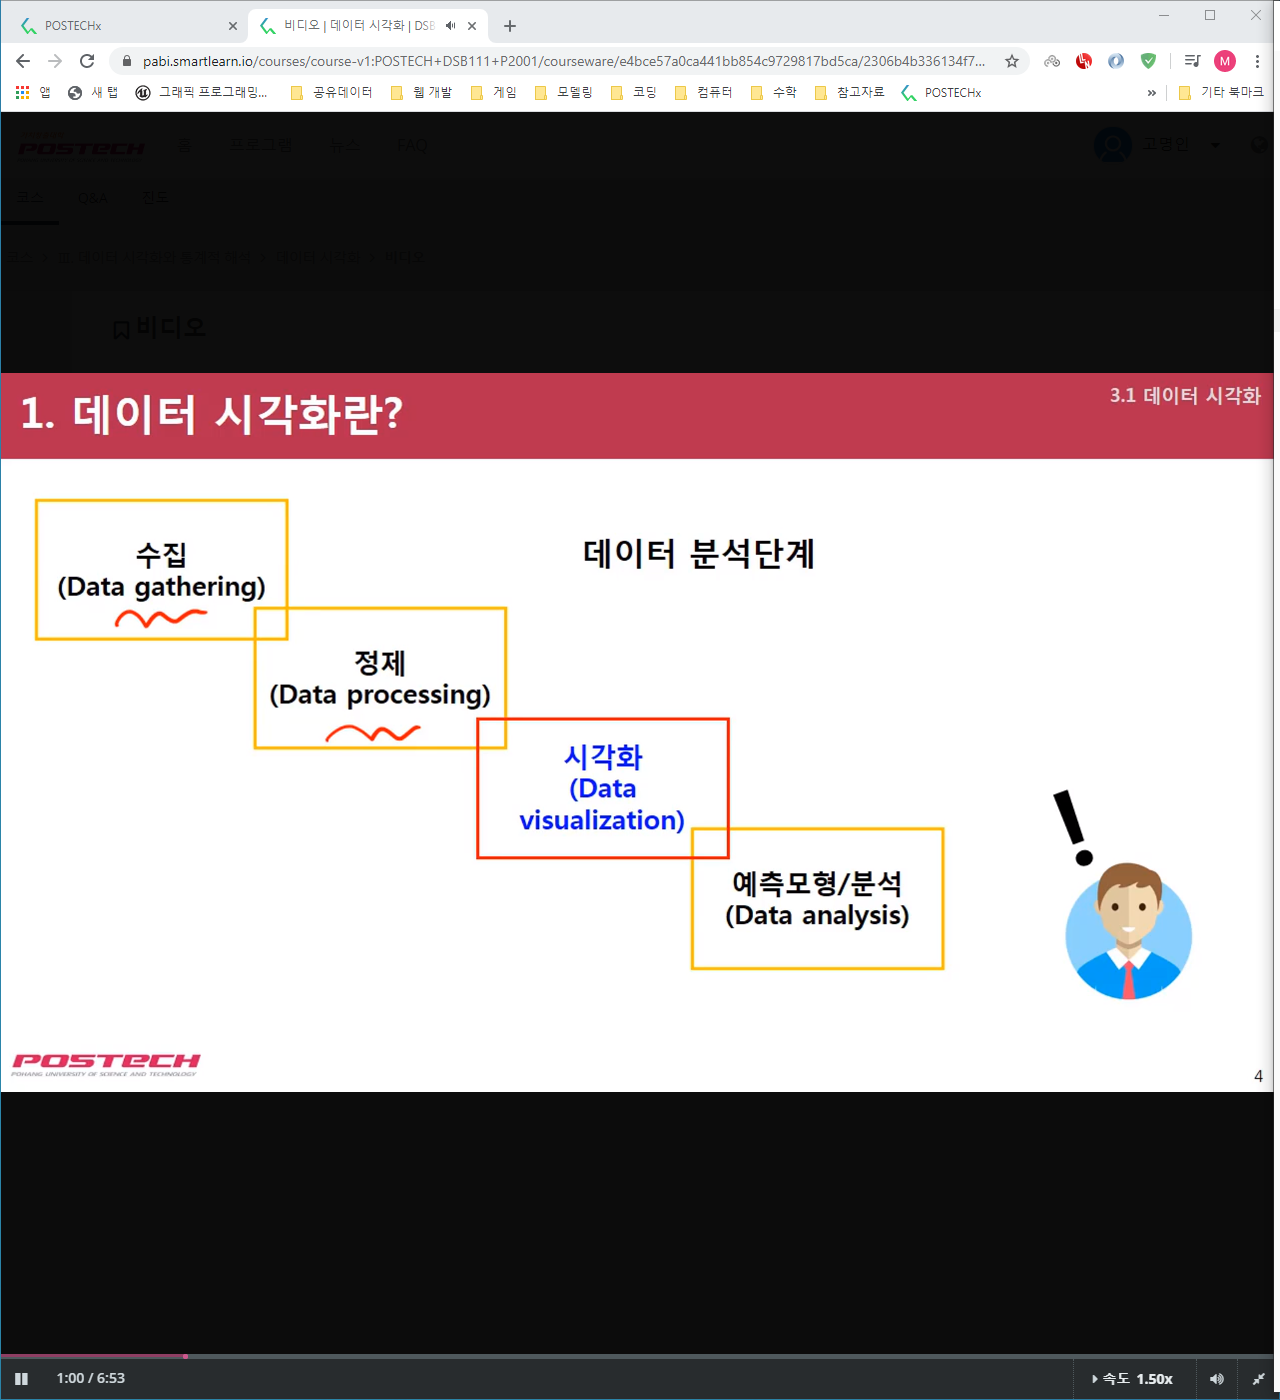 POSTECHx
비디오 | 데이터 시각화 | DSB
pabi.smartlearn.io/courses/course-v1:POSTECH+DSB111+P2001/courseware/e4bce57a0ca441bb854c9729817bd5ca/2306b4b336134f7...
M
앱 새 탭 그래픽 프로그래밍... 공유데이터 웹 개발 게임 모델링 코딩 컴퓨터 수학 참고자료 POSTECHx » 기타 북마크
POSTECH 홈 프로그램 뉴스 FAQ 고영인
코스 Q&A 진도
비디오
1. 데이터 시각화란?
3.1 데이터 시각화
수집
(Data gathering)
데이터 분석단계
정제
(Data processing)
시각화
(Data
visualization)
예측모형/분석
(Data analysis)
POSTECH
POHANG UNIVERSITY OF SCIENCE AND TECHNOLOGY
4
1:00 / 6:53
속도 1.50x